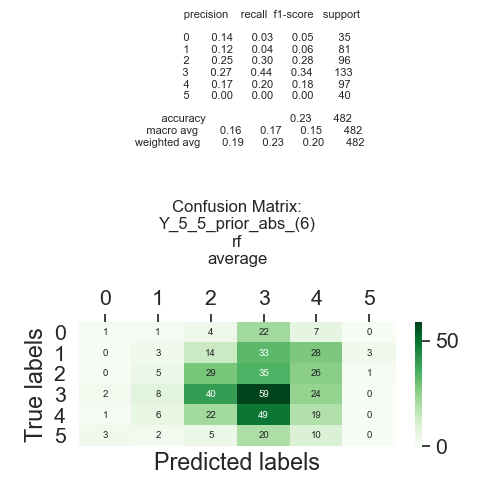 precision recall f1-score support
0 0.14 0.03 0.05 35
1 0.12 0.04 0.06 81
2 0.25 0.30 0.28 96
3 0.27 0.44 0.34 133
4 0.17 0.20 0.18 97
5 0.00 0.00 0.00 40
accuracy 0.23 482
macro avg 0.16 0.17 0.15 482
weighted avg 0.19 0.23 0.20 482
Confusion Matrix:
Y_5_5_prior_abs_(6)
rf
average
0 1 2 3 4 5
0 1 1 4 22 7 0
1 0 3 14 33 28 3
2 0 5 29 35 26 1
3 2 8 40 59 24 0
4 1 6 22 49 19 0
5 3 2 5 20 10 0
True labels
Predicted labels
50
0